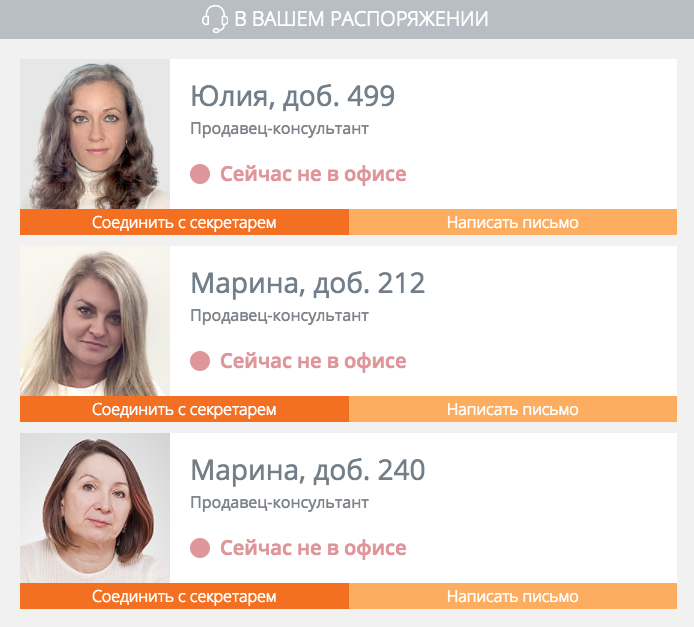 В ВАШЕМ РАСПОРЯЖЕНИИ
Юлия, доб. 499
Продавец-консультант
Сейчас не в офисе
Соединить с секретарем Написать письмо
Марина, доб. 212
Продавец-консультант
Сейчас не в офисе
Соединить с секретарем Написать письмо
Марина, доб. 240
Продавец-консультант
Сейчас не в офисе
Соединить с секретарем Написать письмо